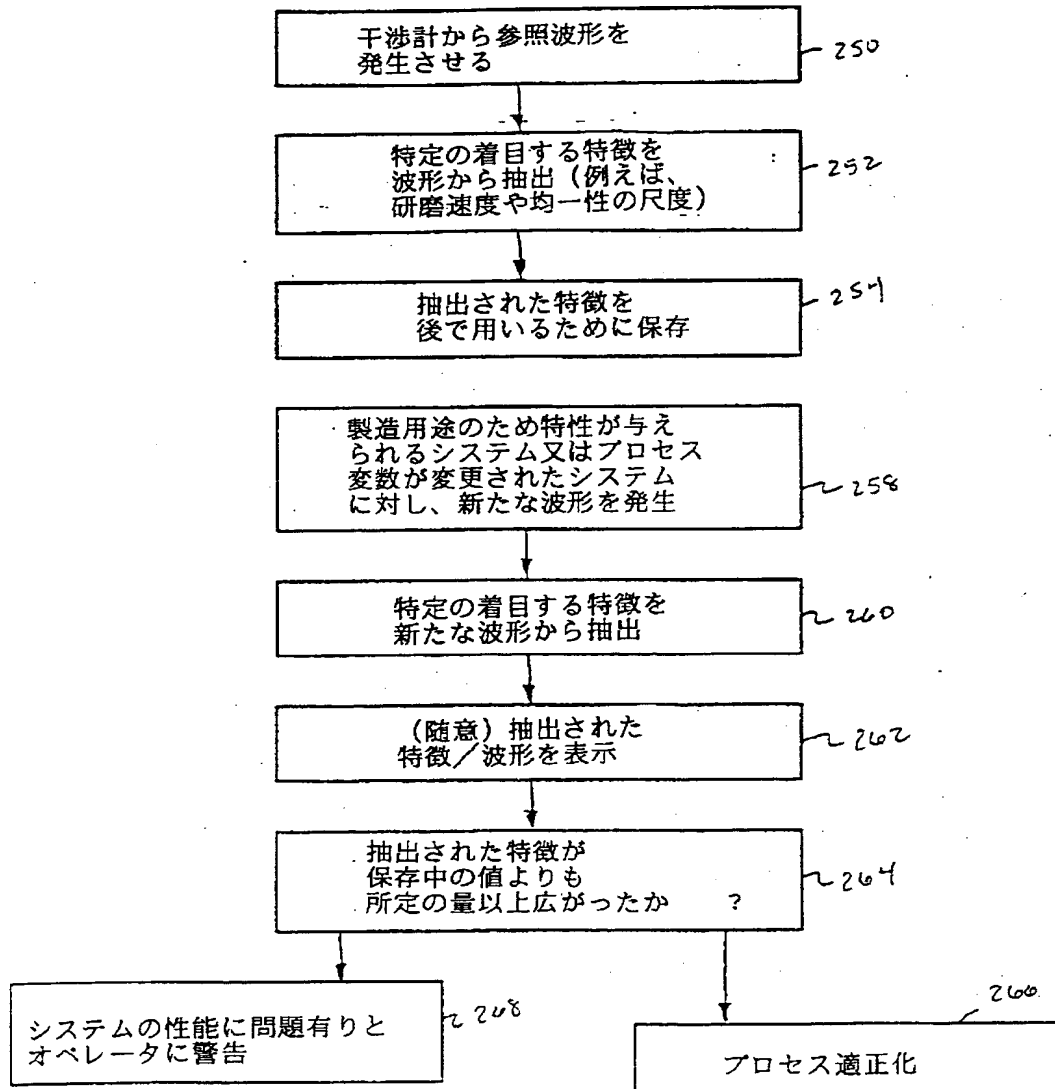 干渉計から参照波形を
発生させる
250
特定の着目する特徴を
波形から抽出（例えば、
研磨速度や均一性の尺度）
252
抽出された特徴を
後で用いるために保存
254
製造用途のため特性が与え
られるシステム又はプロセス
変数が変更されたシステム
に対し、新たな波形を発生
258
特定の着目する特徴を
新たな波形から抽出
260
（随意）抽出された
特徴／波形を表示
262
抽出された特徴が
保存中の値よりも
所定の量以上広がったか ?
264
システムの性能に問題有りと
オペレータに警告
268
266
プロセス適正化